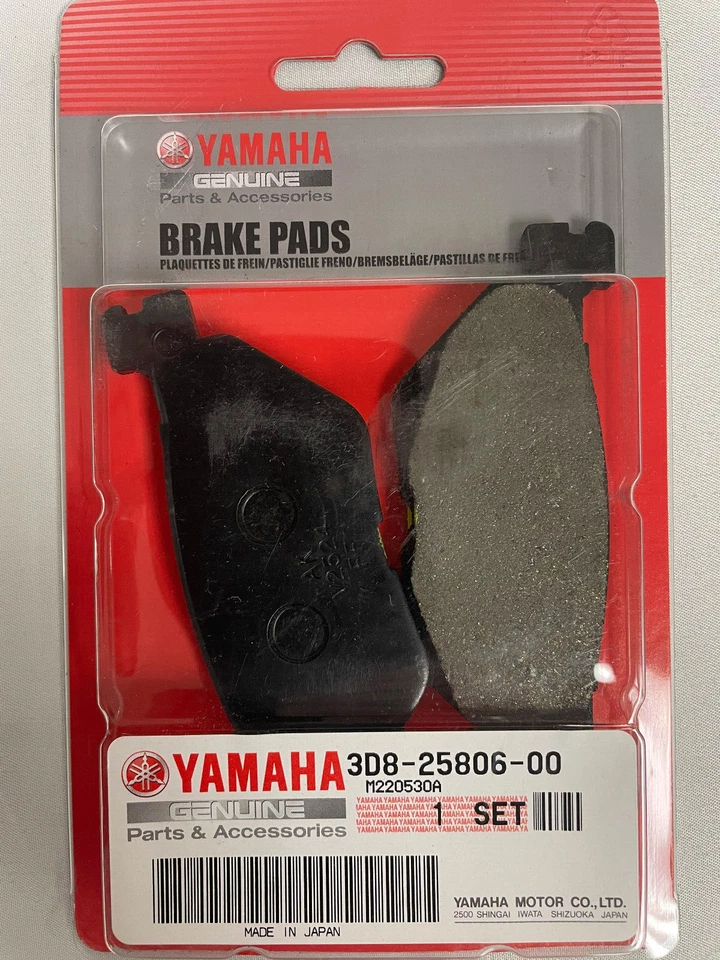 YAMAHA
GENUINE
Parts & Accessories
BRAKE PADS
PLAQUETTES DE FREIN/PASTIGLIE FRENO/BREMSBELÄGE/PASTILLAS DE
YAMAHA 3D8-25806-00
M220530A
GENUINE
Parts & Accessories
1 SET
YAMAHA MOTOR CO.,LTD.
2500 SHINGAI IWATA SHIZUOKA JAPAN
MADE IN JAPAN